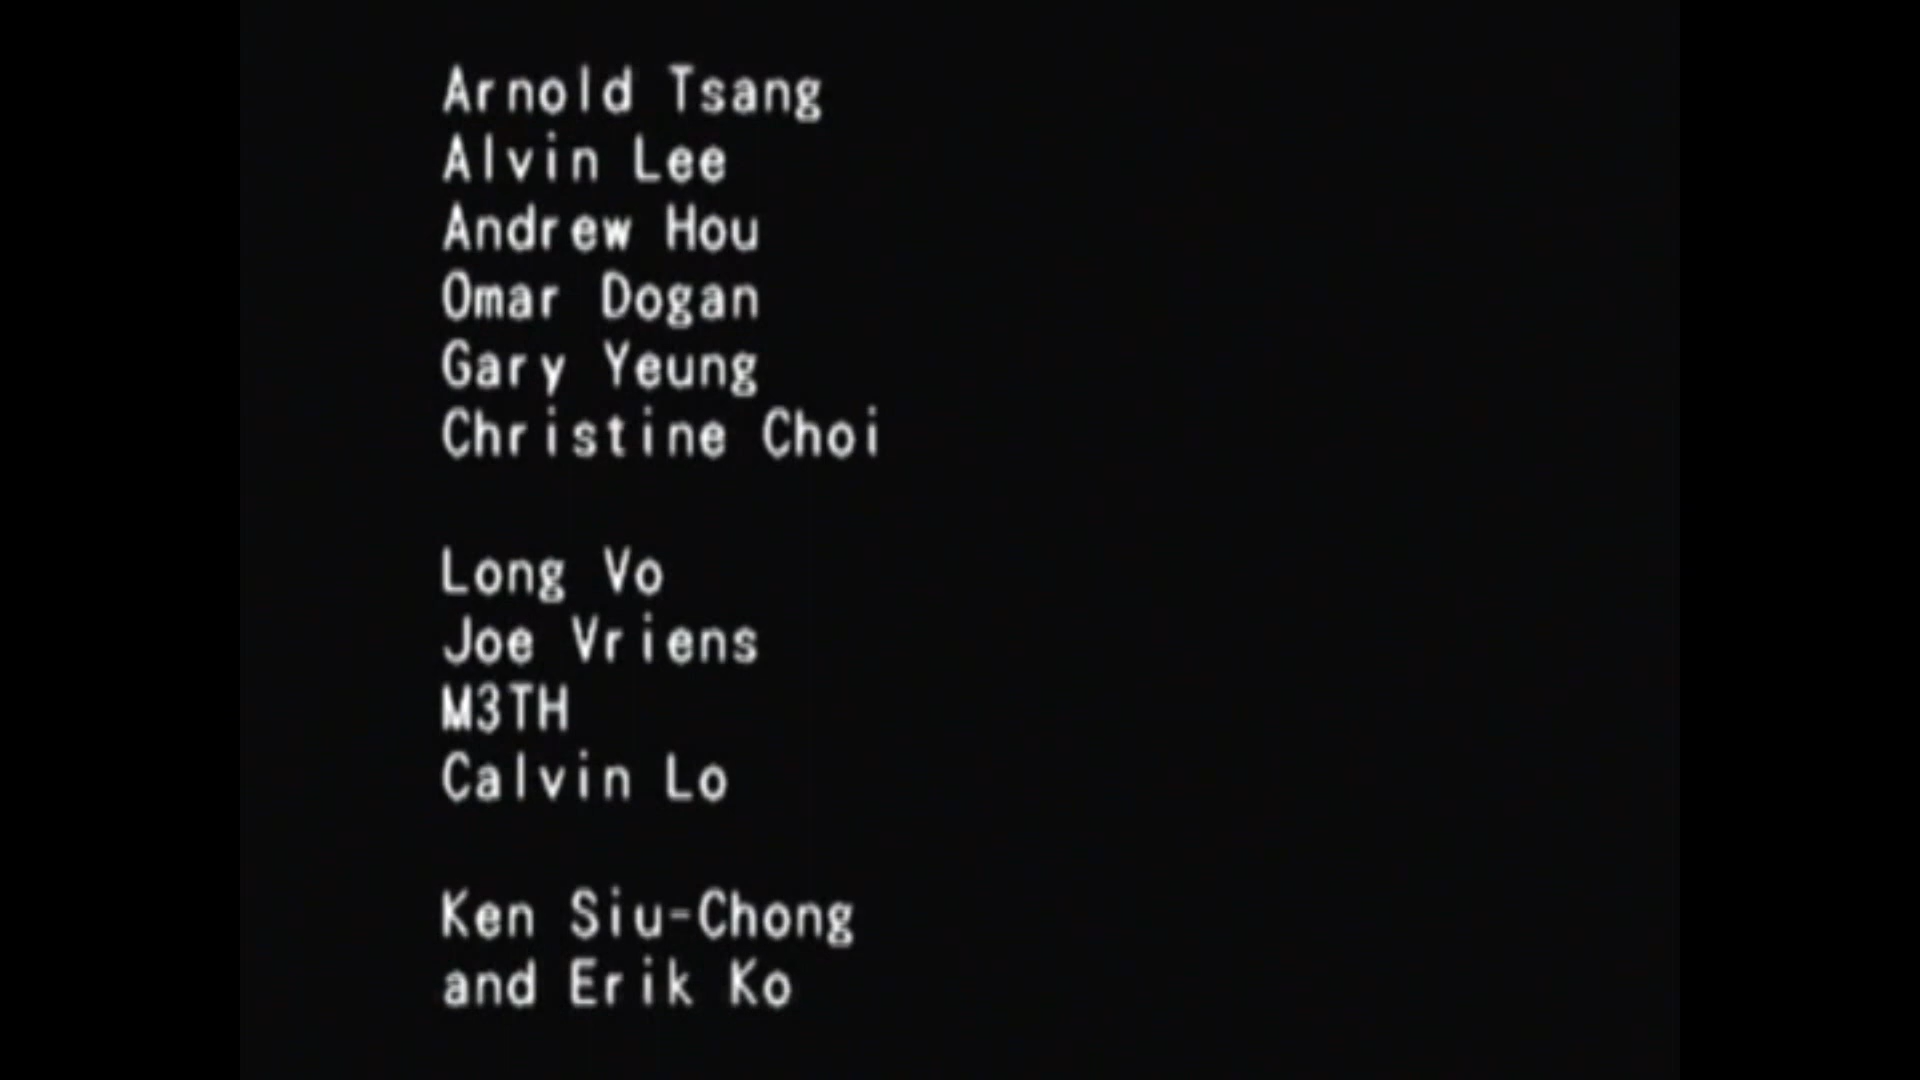 Arnold Tsang
Alvin Lee
Andrew Hou
Omar Dogan
Gary Yeung
Christine Choi
Long Vo
Joe Vriens
M3TH
Calvin Lo
Ken Siu-Chong
and Erik Ko